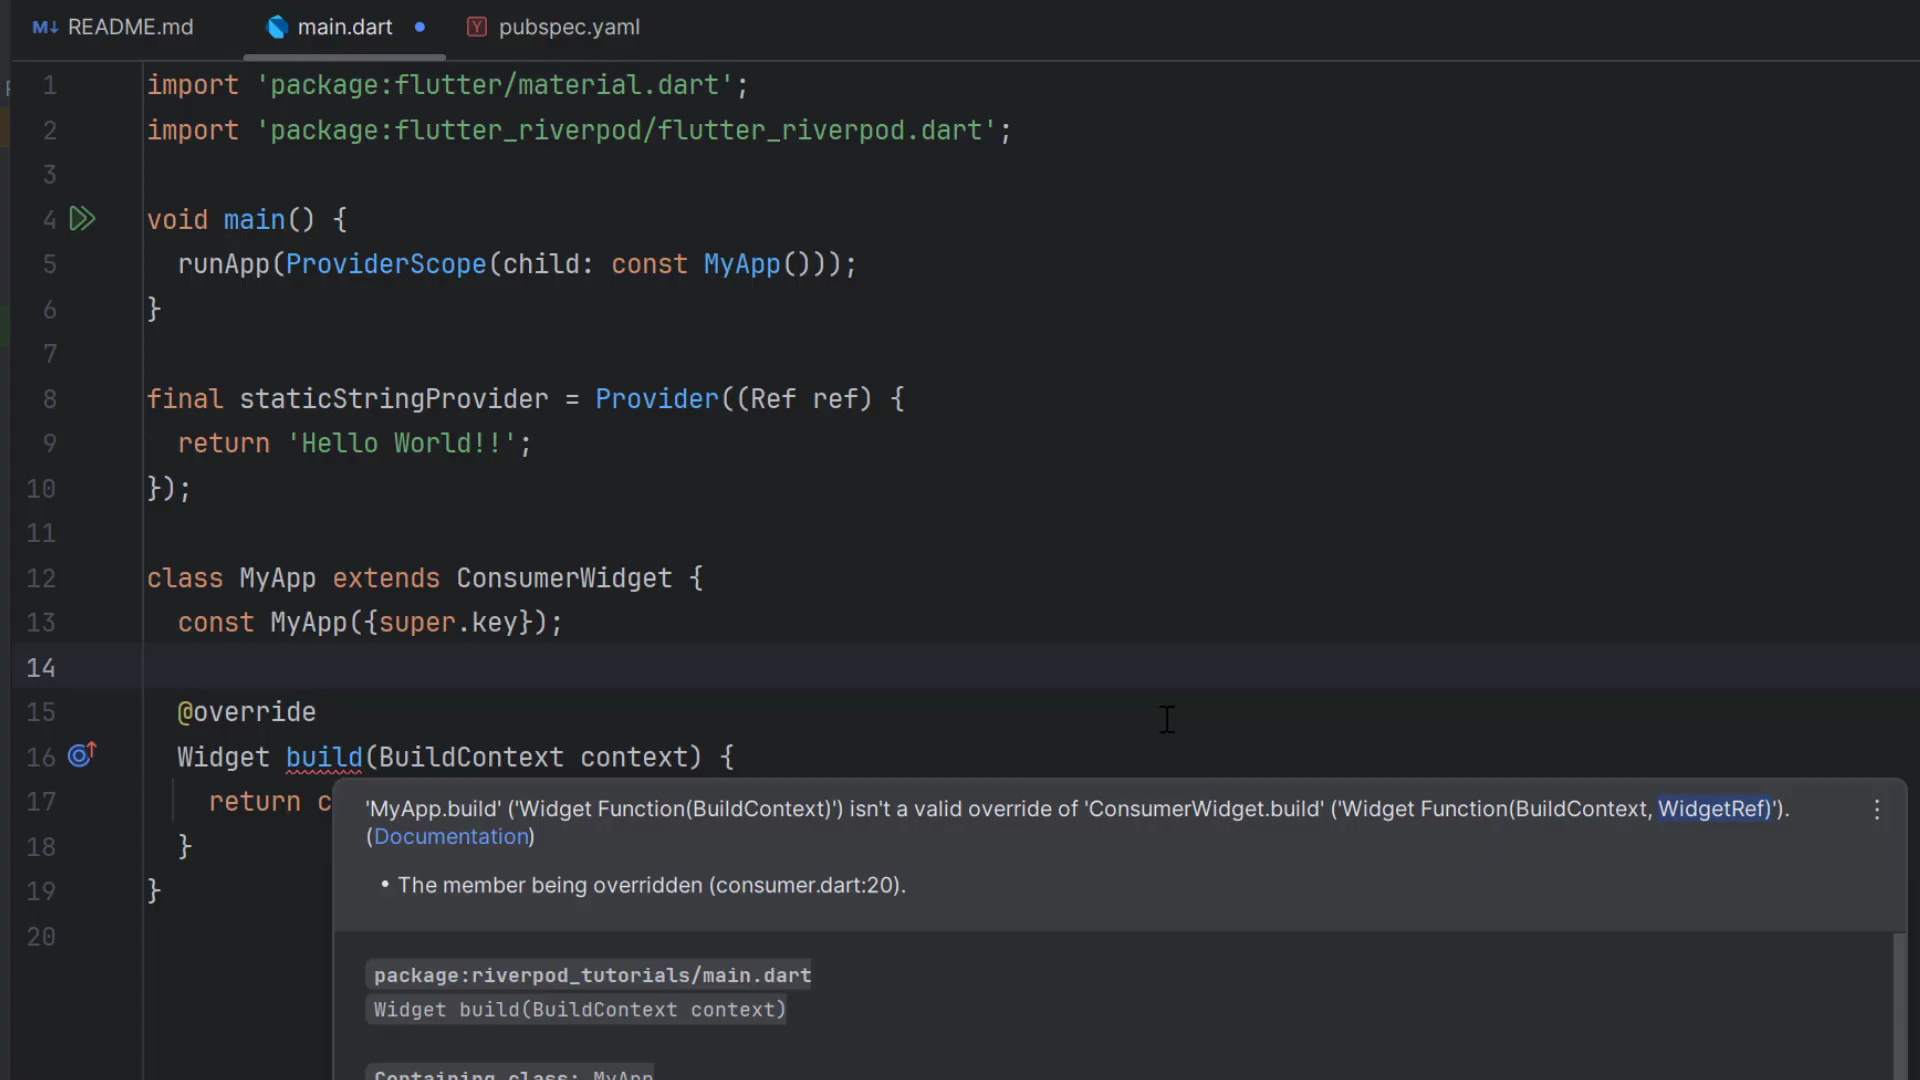 M↓ README.md main.dart pubspec.yaml
1 import 'package:flutter/material.dart';
2 import 'package:flutter_riverpod/flutter_riverpod.dart';
3
4 void main() {
5 runApp(ProviderScope(child: const MyApp()));
6 }
7
8 final staticStringProvider = Provider((Ref ref) {
9 return 'Hello World!!';
10 });
11
12 class MyApp extends ConsumerWidget {
13 const MyApp({super.key});
14
15 @override
16 Widget build(BuildContext context) {
17 return c
'MyApp.build' ('Widget Function(BuildContext)') isn't a valid override of 'ConsumerWidget.build' ('Widget Function(BuildContext, WidgetRef)').
(Documentation)
18 }
• The member being overridden (consumer.dart:20).
19 }
20
package:riverpod_tutorials/main.dart
Widget build(BuildContext context)
Containing class: MyApp